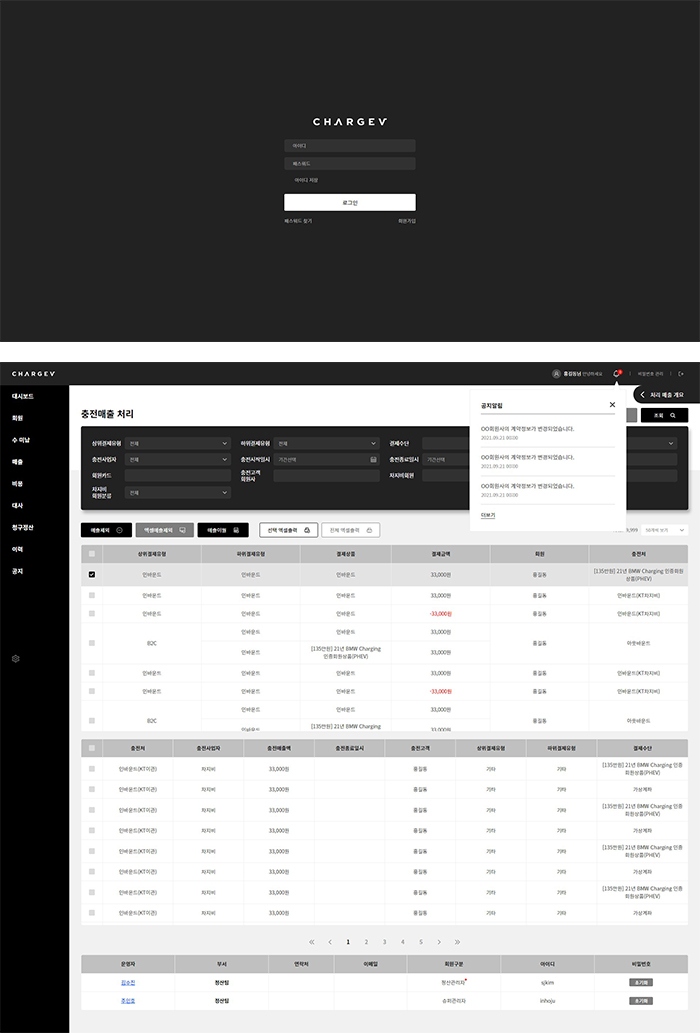 CHARGEV
아이디
패스워드
아이디 저장
로그인
패스워드 찾기 회원가입
CHARGEV
홍길동님 안녕하세요 | 비밀번호 관리 |
대시보드
회원
수 미납
매출
비용
대사
청구정산
이력
공지
충전매출 처리
처리 매출 개요
조회
상위결제유형 전체 하위결제유형 전체 결제수단
충전사업자 전체 충전시작일시 기간선택 충전종료일시 기간선택
회원카드 충전고객 회원사 차지비회원
차지비 회원분류 전체
공지알림
OO회원사의 계약정보가 변경되었습니다.
2021.09.21 00:00
OO회원사의 계약정보가 변경되었습니다.
2021.09.21 00:00
OO회원사의 계약정보가 변경되었습니다.
2021.09.21 00:00
더보기
매출제외 엑셀매출제외 매출이월 선택 엑셀출력 전체 엑셀출력
9,999 50개씩 보기
상위결제유형 하위결제유형 결제상품 결제금액 회원 충전처
인바운드 인바운드 인바운드 33,000원 홍길동 [135만원] 21년 BMW Charging 인증회원 상품(PHEV)
인바운드 인바운드 인바운드 33,000원 홍길동 인바운드(KT차지비)
인바운드 인바운드 인바운드 -33,000원 홍길동 인바운드(KT차지비)
B2C 인바운드 인바운드 33,000원 홍길동 아웃바운드
인바운드 [135만원] 21년 BMW Charging 인증회원상품(PHEV) 33,000원
인바운드 인바운드 인바운드 33,000원 홍길동 인바운드(KT차지비)
인바운드 인바운드 인바운드 -33,000원 홍길동 인바운드(KT차지비)
B2C 인바운드 인바운드 33,000원 홍길동 아웃바운드
인바운드 [135만원] 21년 BMW Charging 33,000원
충전처 충전사업자 충전매출액 충전종료일시 충전고객 상위결제유형 하위결제유형 결제수단
인바운드(KT이관) 차지비 33,000원 홍길동 기타 기타 [135만원] 21년 BMW Charging 인증 회원상품(PHEV)
인바운드(KT이관) 차지비 33,000원 홍길동 기타 기타 가상계좌
인바운드(KT이관) 차지비 33,000원 홍길동 기타 기타 [135만원] 21년 BMW Charging 인증 회원상품(PHEV)
인바운드(KT이관) 차지비 33,000원 홍길동 기타 기타 가상계좌
인바운드(KT이관) 차지비 33,000원 홍길동 기타 기타 [135만원] 21년 BMW Charging 인증 회원상품(PHEV)
인바운드(KT이관) 차지비 33,000원 홍길동 기타 기타 가상계좌
인바운드(KT이관) 차지비 33,000원 홍길동 기타 기타 [135만원] 21년 BMW Charging 인증 회원상품(PHEV)
인바운드(KT이관) 차지비 33,000원 홍길동 기타 기타 가상계좌
1 2 3 4 5
운영자 부서 연락처 이메일 회원구분 아이디 비밀번호
김수진 정산팀 정산관리자 sjkim 초기화
주인호 정산팀 슈퍼관리자 inhoju 초기화